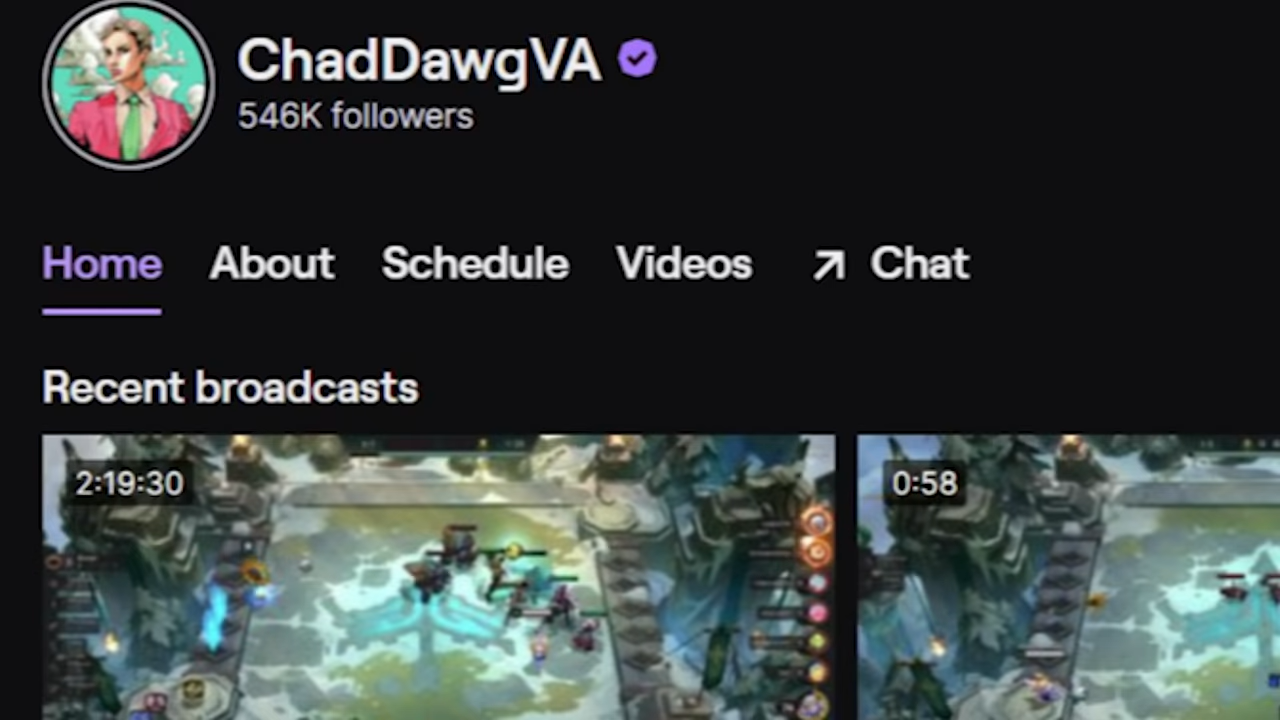 ChadDawgVA
546K followers
Home About Schedule Videos Chat
Recent broadcasts
2:19:30 0:58